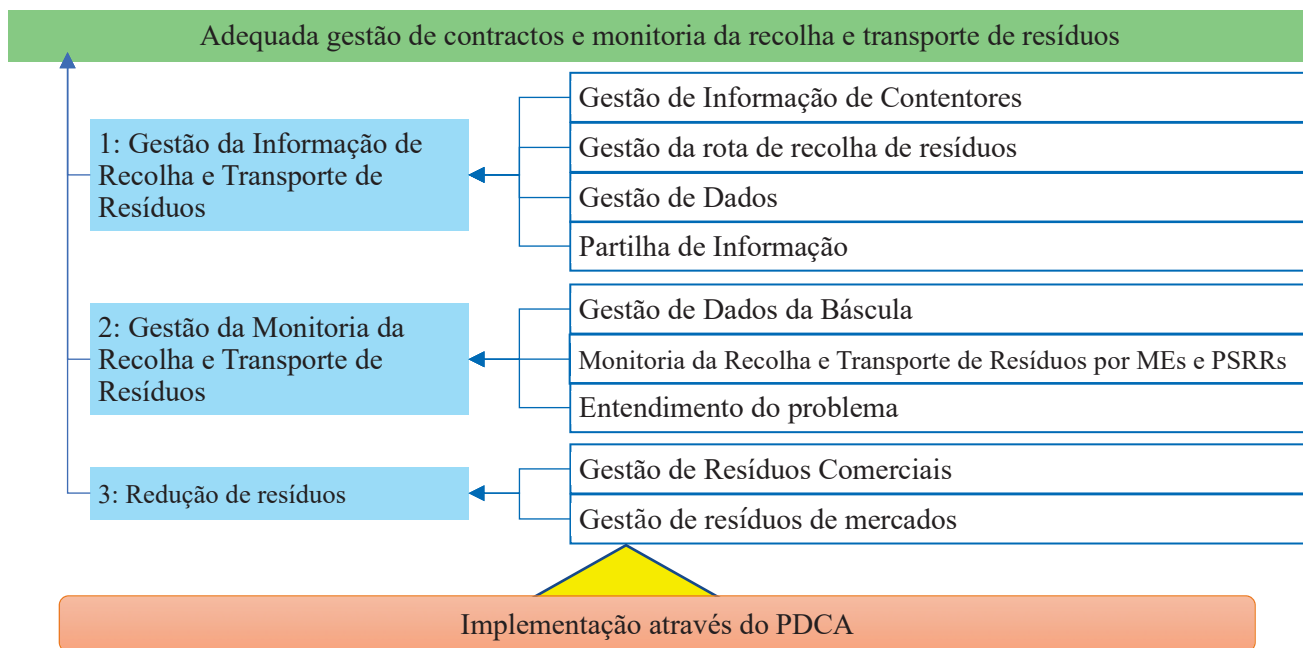 Adequada gestão de contractos e monitoria da recolha e transporte de resíduos
1: Gestão da Informação de
Recolha e Transporte de
Resíduos
Gestão de Informação de Contentores
Gestão da rota de recolha de resíduos
Gestão de Dados
Partilha de Informação
2: Gestão da Monitoria da
Recolha e Transporte de
Resíduos
Gestão de Dados da Báscula
Monitoria da Recolha e Transporte de Resíduos por MEs e PSRRs
Entendimento do problema
3: Redução de resíduos
Gestão de Resíduos Comerciais
Gestão de resíduos de mercados
Implementação através do PDCA